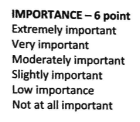 IMPORTANCE – 6 point
Extremely important
Very important
Moderately important
Slightly important
Low importance
Not at all important